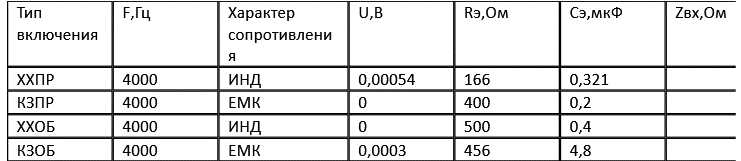 Тип включения F,Гц Характер сопротивления U,В Rэ,Ом Сэ,мкФ Zвх,Ом
ХХПР 4000 ИНД 0,00054 166 0,321
КЗПР 4000 ЕМК 0 400 0,2
ХХОБ 4000 ИНД 0 500 0,4
КЗОБ 4000 ЕМК 0,0003 456 4,8